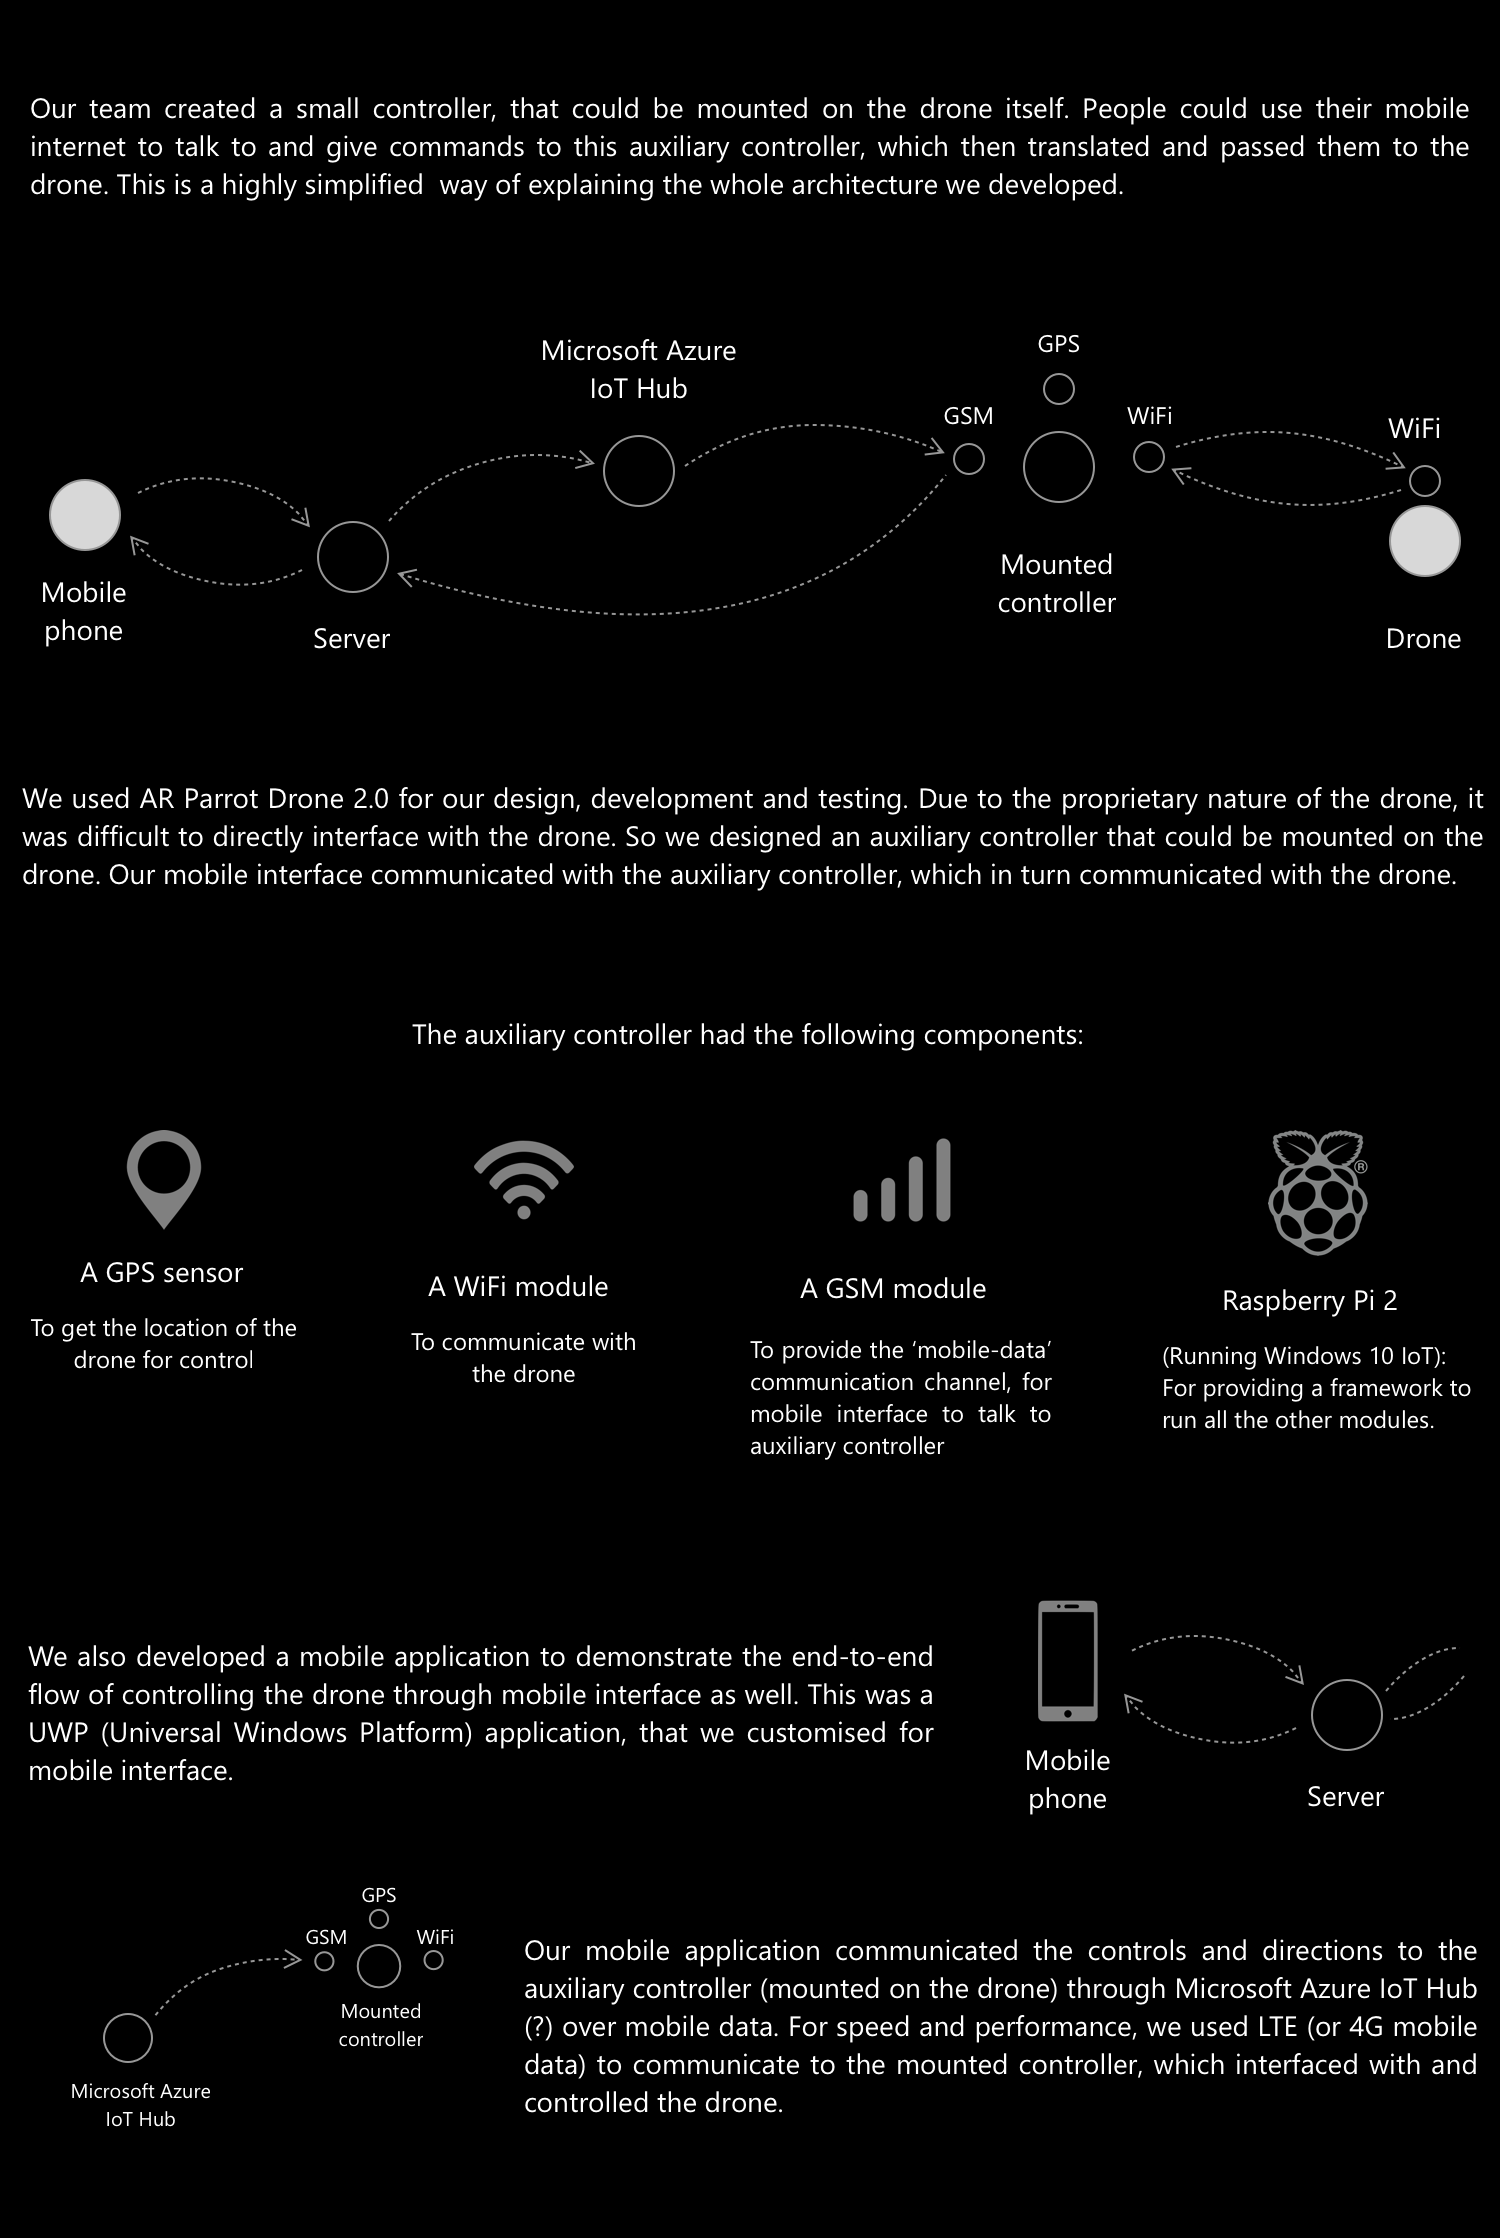 Our team created a small controller, that could be mounted on the drone itself. People could use their mobile
internet to talk to and give commands to this auxiliary controller, which then translated and passed them to the
drone. This is a highly simplified  way of explaining the whole architecture we developed.
Microsoft Azure
IoT Hub
GPS
GSM
WiFi
WiFi
Mobile
phone
Server
Mounted
controller
Drone
We used AR Parrot Drone 2.0 for our design, development and testing. Due to the proprietary nature of the drone, it
was difficult to directly interface with the drone. So we designed an auxiliary controller that could be mounted on the
drone. Our mobile interface communicated with the auxiliary controller, which in turn communicated with the drone.
The auxiliary controller had the following components:
®
A GPS sensor
To get the location of the
drone for control
A WiFi module
To communicate with
the drone
A GSM module
To provide the ‘mobile-data’
communication channel, for
mobile interface to talk to
auxiliary controller
Raspberry Pi 2
(Running Windows 10 IoT):
For providing a framework to
run all the other modules.
We also developed a mobile application to demonstrate the end-to-end
flow of controlling the drone through mobile interface as well. This was a
UWP (Universal Windows Platform) application, that we customised for
mobile interface.
Mobile
phone
Server
GPS
GSM
WiFi
Mounted
controller
Microsoft Azure
IoT Hub
Our mobile application communicated the controls and directions to the
auxiliary controller (mounted on the drone) through Microsoft Azure IoT Hub
(?) over mobile data. For speed and performance, we used LTE (or 4G mobile
data) to communicate to the mounted controller, which interfaced with and
controlled the drone.